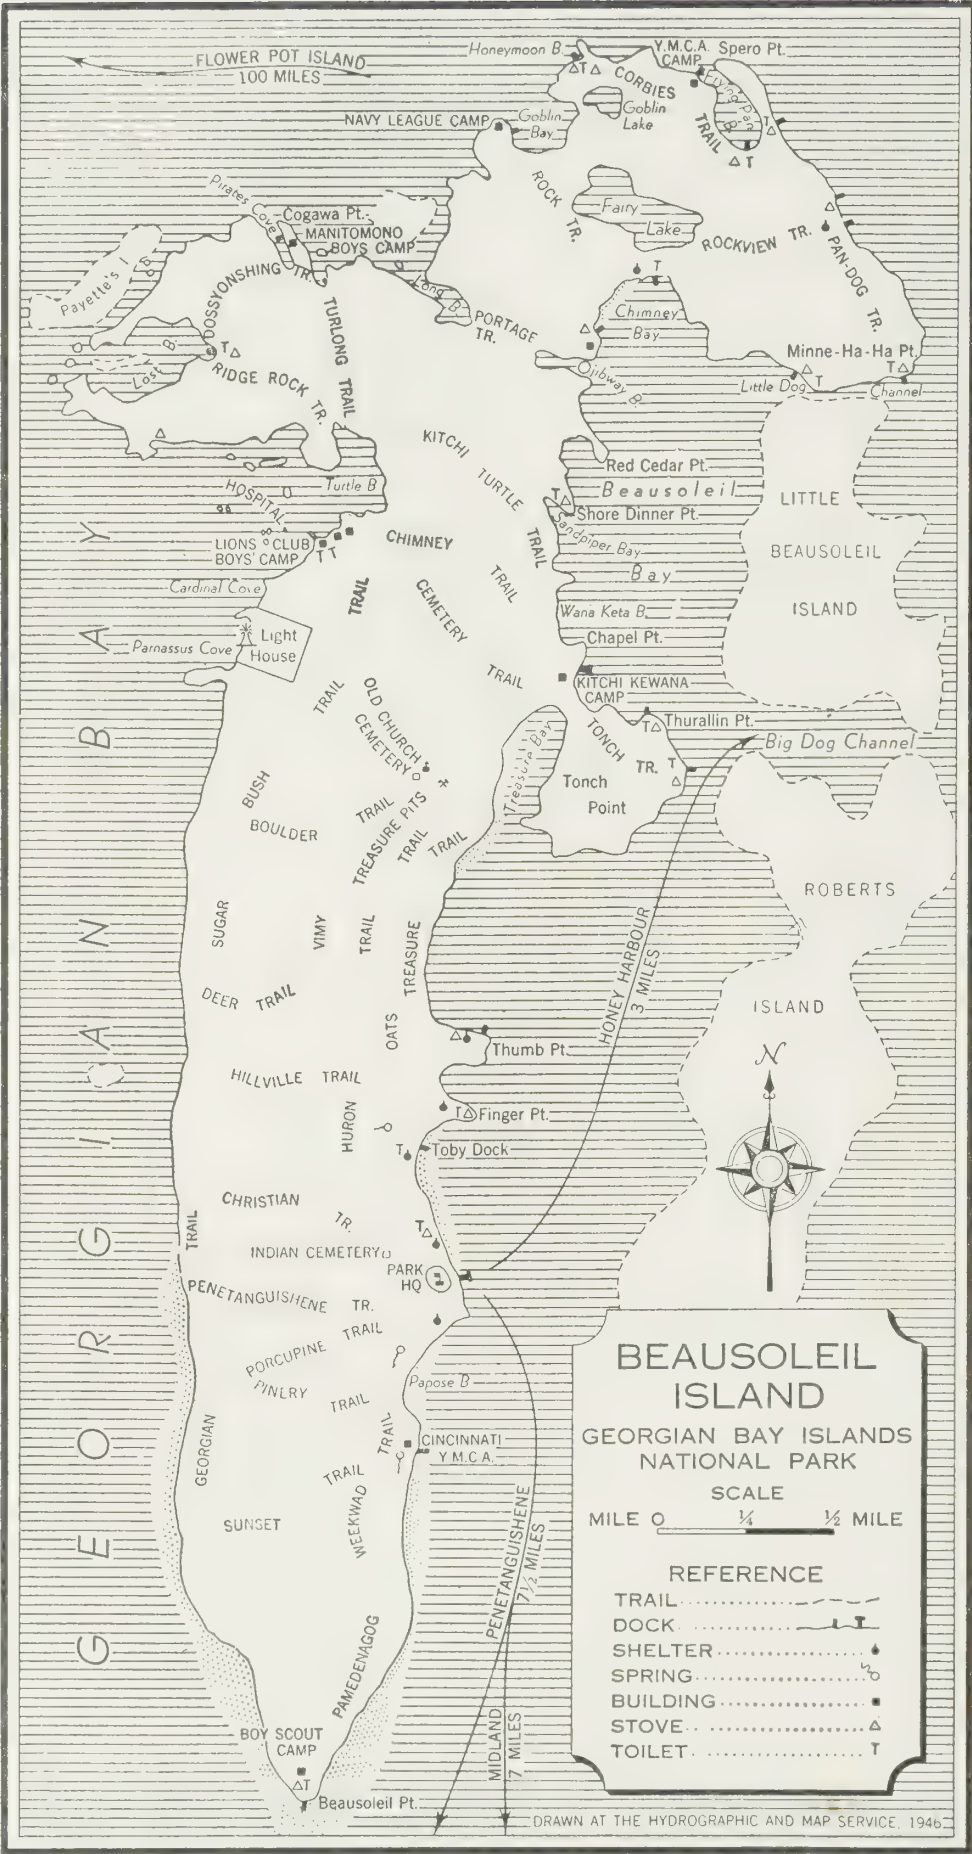 FLOWER POT ISLAND
100 MILES
Honeymoon B.
Y.M.C.A.
CAMP
Spero Pt.
CORBIES
TRAIL
Frying Pan
B.
Goblin
Lake
NAVY LEAGUE CAMP
Goblin
Bay
ROCK
TR.
Fairy
Lake
ROCKVIEW TR.
PAN-DOG TR.
Pirates Cove
Cogawa Pt.
MANITOMONO
BOYS CAMP
Payette's I
DOSSYONSHING TR.
Long B.
PORTAGE
TR.
Chimney
Bay
TURLONG TRAIL
Lost B
T
RIDGE ROCK TR.
Ojibway B.
Minne-Ha-Ha Pt.
Little Dog
Channel
KITCHI
TURTLE
TRAIL
Red Cedar Pt.
Beausoleil
Shore Dinner Pt.
Sandpiper Bay
Bay
LITTLE
BEAUSOLEIL
ISLAND
HOSPITAL
Turtle B
LIONS CLUB
BOYS' CAMP
T T
CHIMNEY
TRAIL
Cardinal Cove
TRAIL
CEMETERY
TRAIL
Wana Keta B
Chapel Pt.
Light
House
Parnassus Cove
KITCHI KEWANA
CAMP
TRAIL
OLD CHURCH
CEMETERY
TONCH
TR.
Thurallin Pt.
Big Dog Channel
Treasure Bay
Tonch
Point
BUSH
BOULDER
TRAIL
TREASURE PITS
TRAIL
TRAIL
ROBERTS
ISLAND
SUGAR
VIMY
TRAIL
TREASURE
HONEY HARBOUR
3 MILES
DEER TRAIL
OATS
Thumb Pt.
HILLVILLE TRAIL
N
HURON
Finger Pt.
Toby Dock
CHRISTIAN
TR.
TRAIL
INDIAN CEMETERY
PARK
HQ
PENETANGUISHENE TR.
PORCUPINE TRAIL
PINERY TRAIL
Papose B
GEORGIAN
TRAIL
CINCINNATI
Y.M.C.A.
SUNSET
TRAIL
WEEKWAD
PENETANGUISHENE
7½ MILES
PAMEDENAGOG
BOY SCOUT
CAMP
T
MIDLAND
7 MILES
Beausoleil Pt.
GEORGIAN BAY
BEAUSOLEIL
ISLAND
GEORGIAN BAY ISLANDS
NATIONAL PARK
SCALE
MILE 0 ¼ ½ MILE
REFERENCE
TRAIL
DOCK
SHELTER
SPRING
BUILDING
STOVE
TOILET T
DRAWN AT THE HYDROGRAPHIC AND MAP SERVICE. 1946